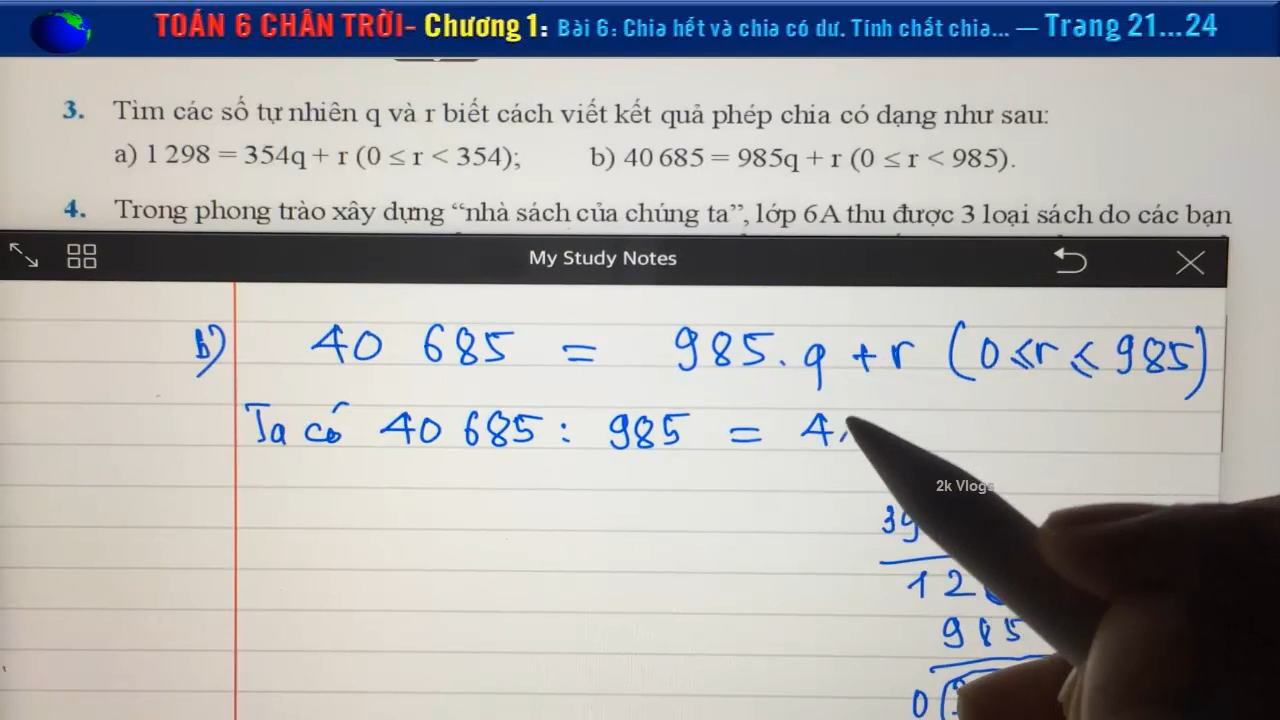 TOÁN 6 CHÂN TRỜI- Chương 1: Bài 6: Chia hết và chia có dư. Tính chất chia... — Trang 21...24
3. Tìm các số tự nhiên q và r biết cách viết kết quả phép chia có dạng như sau:
a) 1 298 = 354q + r (0 ≤ r < 354); b) 40 685 = 985q + r (0 ≤ r < 985).
4. Trong phong trào xây dựng “nhà sách của chúng ta”, lớp 6A thu được 3 loại sách do các bạn
My Study Notes
b) 40 685 = 985. q + r (0 ≤ r ≤ 985)
Ta có 40 685 : 985 = 4
2k Vlogs
39
12
985
0